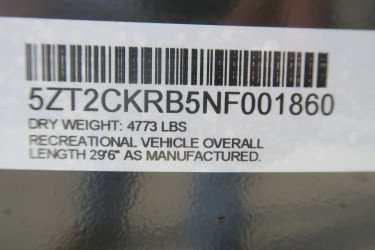 5ZT2CKRB5NF001860
DRY WEIGHT: 4773 LBS
RECREATIONAL VEHICLE OVERALL
LENGTH 29'6" AS MANUFACTURED.